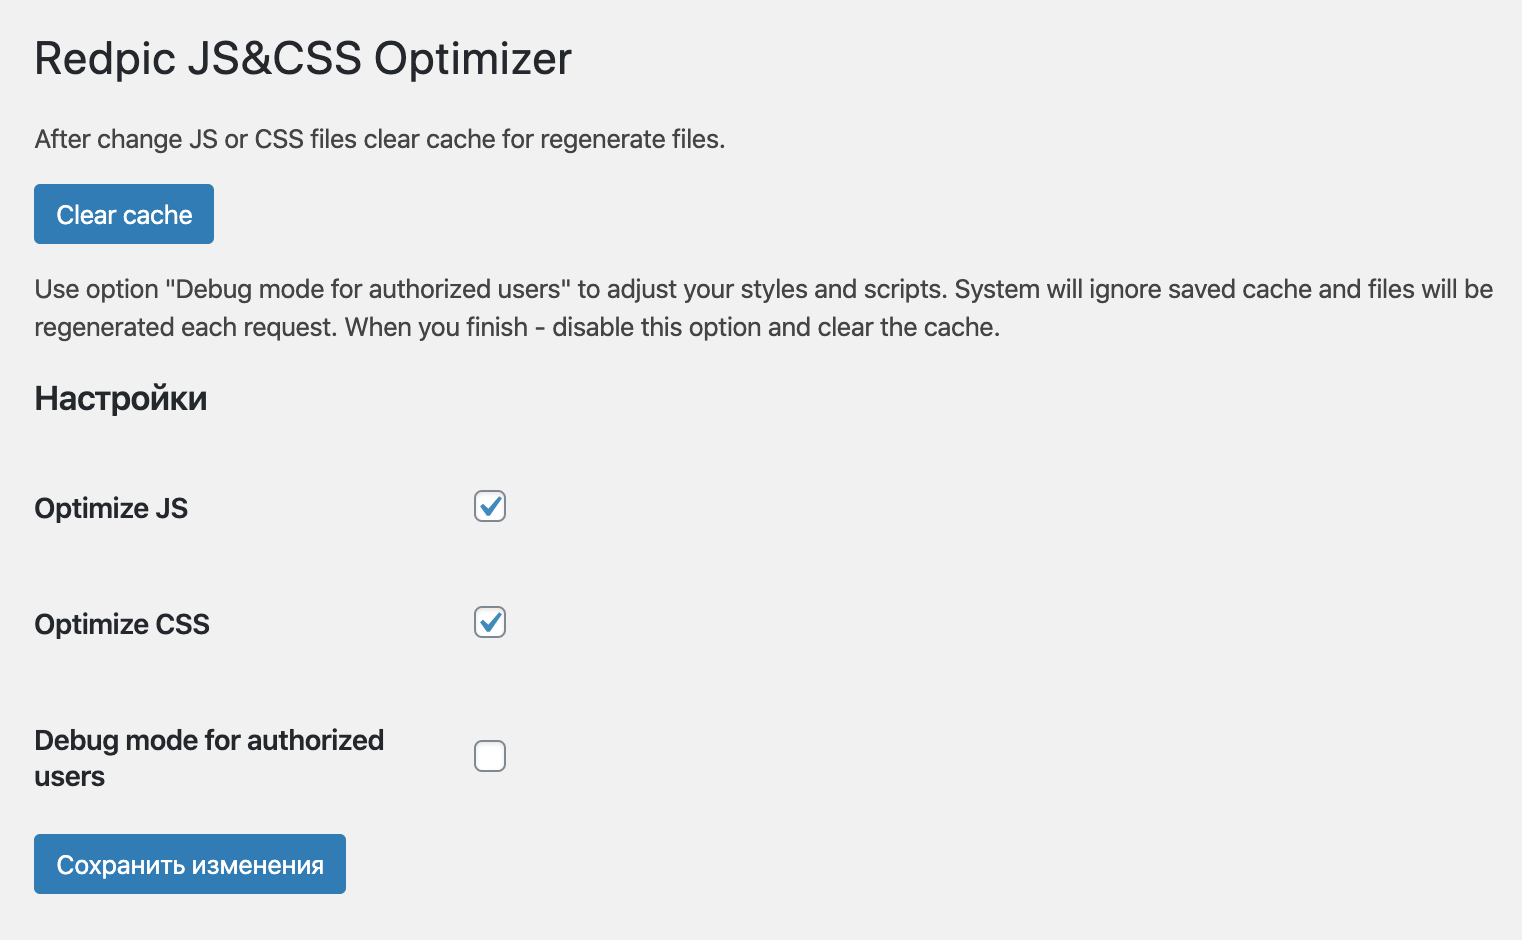 Redpic JS&CSS Optimizer
After change JS or CSS files clear cache for regenerate files.
Clear cache
Use option "Debug mode for authorized users" to adjust your styles and scripts. System will ignore saved cache and files will be
regenerated each request. When you finish - disable this option and clear the cache.
Настройки
Optimize JS
Optimize CSS
Debug mode for authorized
users
Сохранить изменения